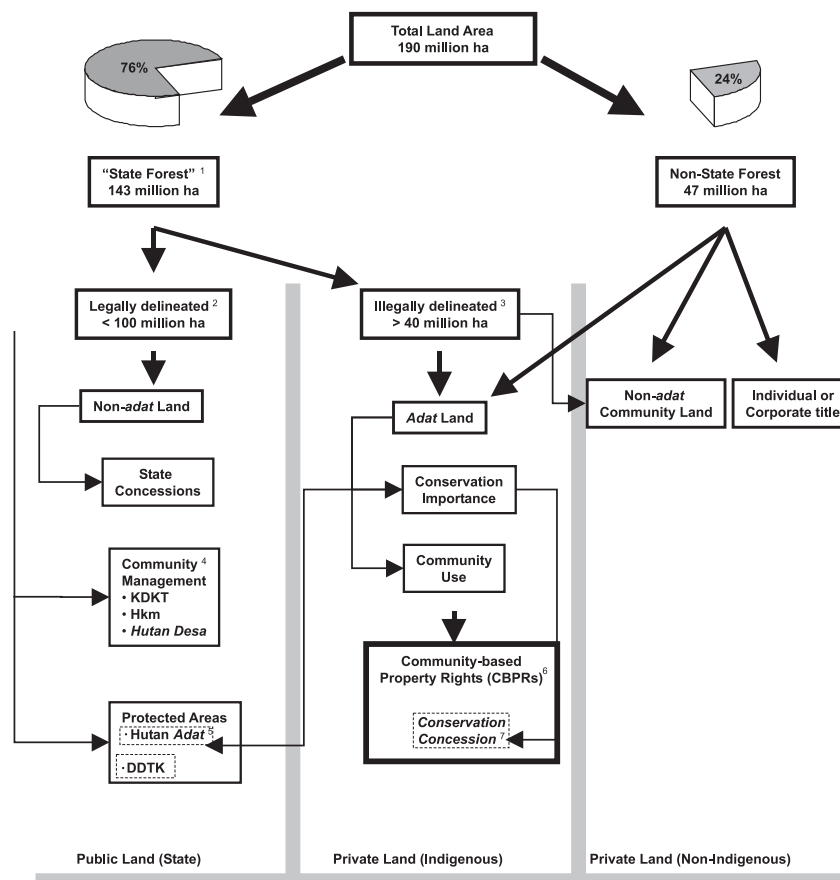 Total Land Area
190 million ha
76%
24%
“State Forest” 1
143 million ha
Non-State Forest
47 million ha
Legally delineated 2
< 100 million ha
Illegally delineated 3
> 40 million ha
Non-adat Land
Adat Land
Non-adat
Community Land
Individual or
Corporate title
State
Concessions
Conservation
Importance
Community 4
Management
• KDKT
• Hkm
• Hutan Desa
Community
Use
Community-based
Property Rights (CBPRs) 6
Conservation
Concession 7
Protected Areas
·Hutan Adat 5
·DDTK
Public Land (State)
Private Land (Indigenous)
Private Land (Non-Indigenous)